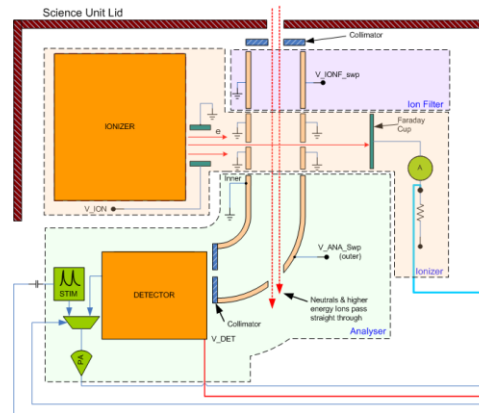 Science Unit Lid
Collimator
V_IONF_swp
Ion Filter
IONIZER
e
Faraday
Cup
A
V_ION
Inner
V_ANA_Swp
(outer)
Ionizer
STIM
DETECTOR
Neutrals & higher
energy Ions pass
straight through
Collimator
V_DET
Analyser
PA